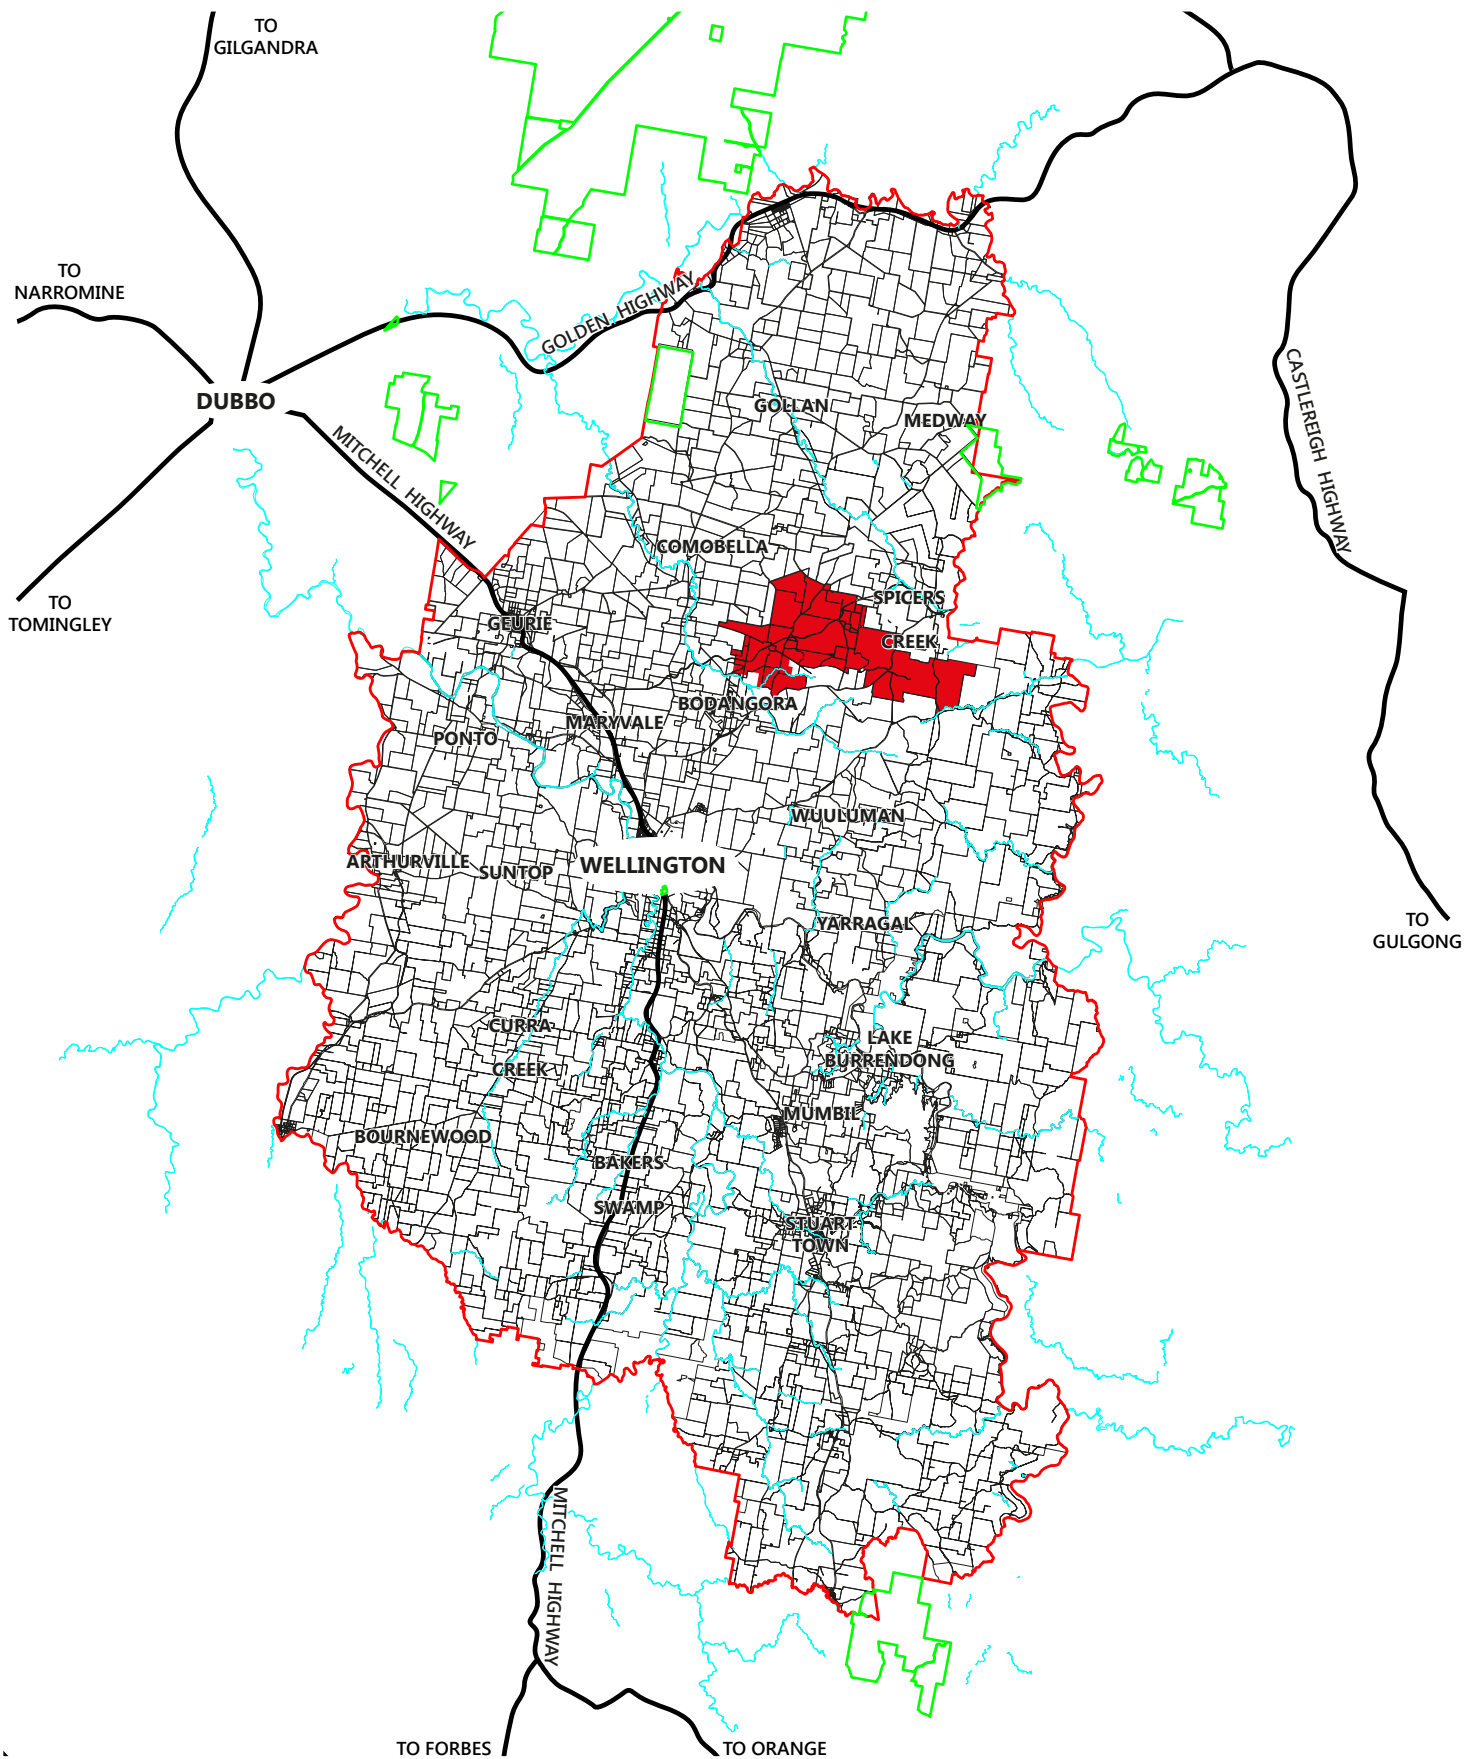 TO
GILGANDRA
TO
NARROMINE
GOLDEN HIGHWAY
DUBBO
MITCHELL HIGHWAY
GOLLAN
MEDWAY
CASTLEREIGH HIGHWAY
COMOBELLA
TO
TOMINGLEY
GEURIE
SPICERS
CREEK
BODANGORA
MARYVALE
PONTO
WUULUMAN
ARTHURVILLE
SUNTOP
WELLINGTON
YARRAGAL
TO
GULGONG
CURRA
CREEK
LAKE
BURRENDONG
MUMBIL
BOURNEWOOD
BAKERS
SWAMP
STUART
TOWN
MITCHELL HIGHWAY
TO FORBES
TO ORANGE